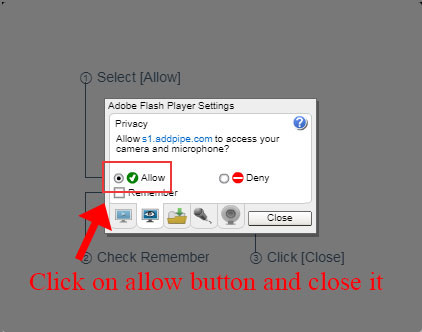 ① Select [Allow]
Adobe Flash Player Settings
Privacy
Allow s1.addpipe.com to access your
camera and microphone?
Allow
Deny
Remember
Close
② Check Remember
③ Click [Close]
Click on allow button and close it